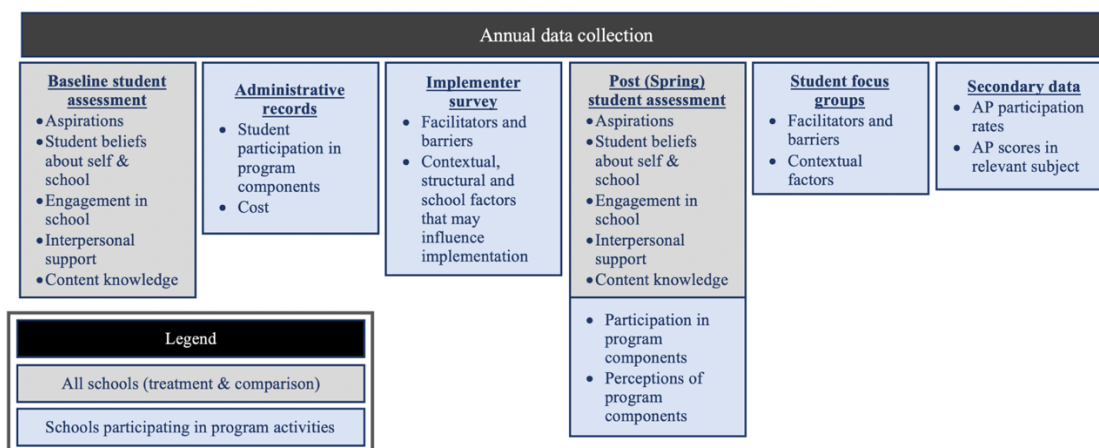 Annual data collection
Baseline student
assessment
•Aspirations
•Student beliefs
about self &
school
•Engagement in
school
•Interpersonal
support
•Content knowledge
Administrative
records
• Student
participation in
program
components
• Cost
Implementer
survey
• Facilitators and
barriers
• Contextual,
structural and
school factors
that may
influence
implementation
Post (Spring)
student assessment
•Aspirations
•Student beliefs
about self &
school
•Engagement in
school
•Interpersonal
support
•Content knowledge
• Participation in
program
components
• Perceptions of
program
components
Student focus
groups
• Facilitators and
barriers
• Contextual
factors
Secondary data
• AP participation
rates
• AP scores in
relevant subject
Legend
All schools (treatment & comparison)
Schools participating in program activities